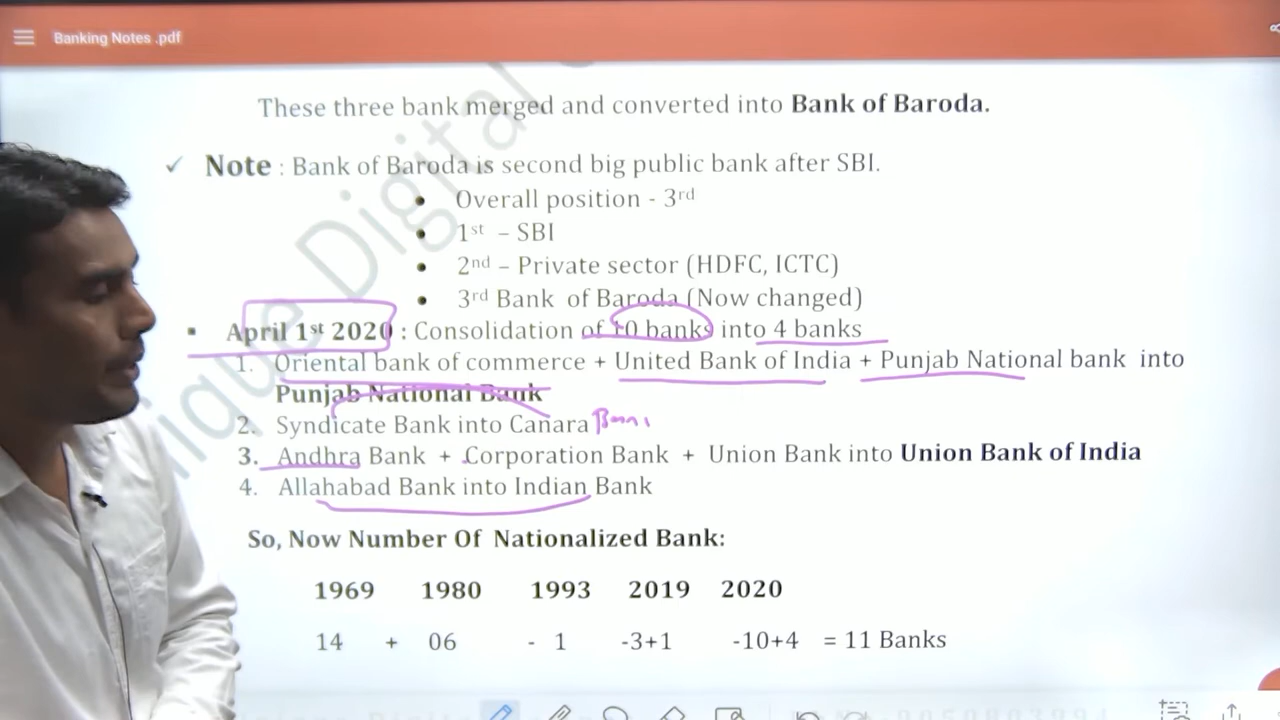 Banking Notes .pdf
These three bank merged and converted into Bank of Baroda.
✓ Note : Bank of Baroda is second big public bank after SBI.
• Overall position - 3rd
• 1st – SBI
• 2nd – Private sector (HDFC, ICTC)
• 3rd Bank of Baroda (Now changed)
▪ April 1st 2020 : Consolidation of 10 banks into 4 banks
1. Oriental bank of commerce + United Bank of India + Punjab National bank into
Punjab National Bank
2. Syndicate Bank into Canara
3. Andhra Bank + Corporation Bank + Union Bank into Union Bank of India
4. Allahabad Bank into Indian Bank
So, Now Number Of Nationalized Bank:
1969 1980 1993 2019 2020
14 + 06 - 1 -3+1 -10+4 = 11 Banks
Digital